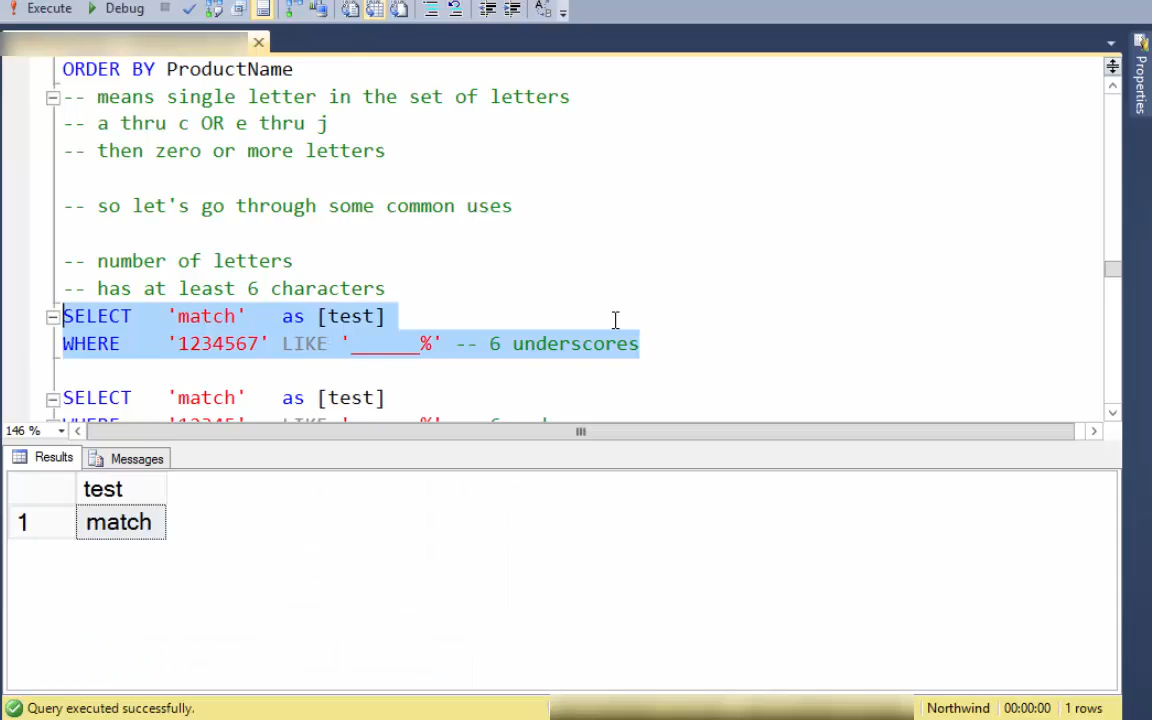 Execute Debug
Properties
ORDER BY ProductName
-- means single letter in the set of letters
-- a thru c OR e thru j
-- then zero or more letters
-- so let's go through some common uses
-- number of letters
-- has at least 6 characters
SELECT 'match' as [test]
WHERE '1234567' LIKE '______%' -- 6 underscores
SELECT 'match' as [test]
146 %
Results Messages
test
1 match
Query executed successfully. Northwind 00:00:00 1 rows